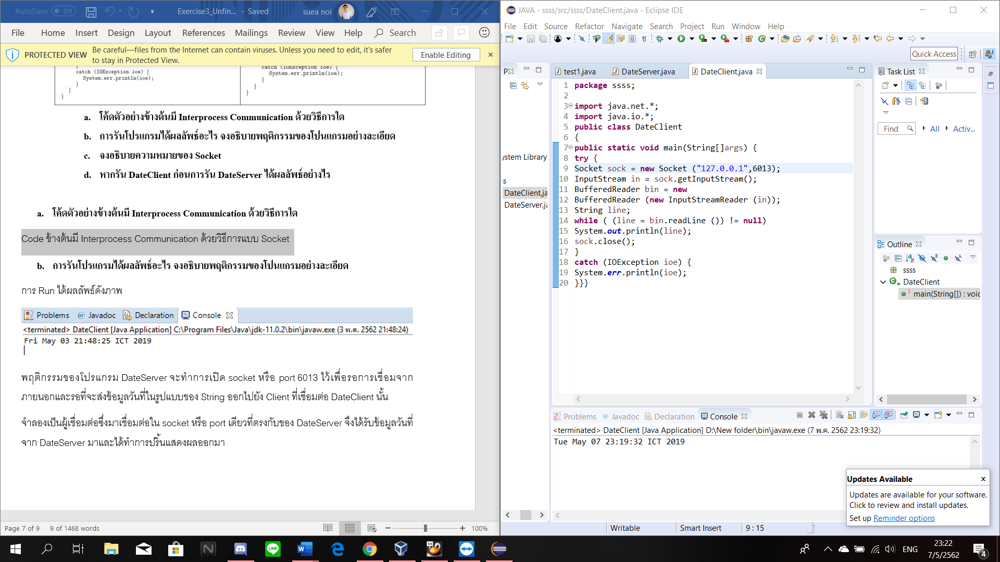 AutoSave Off Exercise3_Unfin... - Saved suea noi
File Home Insert Design Layout References Mailings Review View Help Search
PROTECTED VIEW Be careful—files from the Internet can contain viruses. Unless you need to edit, it's safer to stay in Protected View. Enable Editing
catch (IOException ioe) {
System.err.println(ioe);
}
}
}
catch (IOException ioe) {
System.err.println(ioe);
}
}
}
a. โค้ดตัวอย่างข้างต้นมี Interprocess Communication ด้วยวิธีการใด
b. การรันโปรแกรมได้ผลลัพธ์อะไร จงอธิบายพฤติกรรมของโปนแกรมอย่างละเอียด
c. จงอธิบายความหมายของ Socket
d. หากรัน DateClient ก่อนการรัน DateServer ได้ผลลัพธ์อย่างไร
a. โค้ดตัวอย่างข้างต้นมี Interprocess Communication ด้วยวิธีการใด
Code ข้างต้นมี Interprocess Communication ด้วยวิธีการแบบ Socket
b. การรันโปรแกรมได้ผลลัพธ์อะไร จงอธิบายพฤติกรรมของโปนแกรมอย่างละเอียด
การ Run ได้ผลลัพธ์ดังภาพ
Problems @ Javadoc Declaration Console
<terminated> DateClient [Java Application] C:\Program Files\Java\jdk-11.0.2\bin\javaw.exe (3 พ.ค. 2562 21:48:24)
Fri May 03 21:48:25 ICT 2019
พฤติกรรมของโปรแกรม DateServer จะทำการเปิด socket หรือ port 6013 ไว้เพื่อรอการเชื่อมจาก
ภายนอกและรอที่จะส่งข้อมูลวันที่ในรูปแบบของ String ออกไปยัง Client ที่เชื่อมต่อ DateClient นั้น
จำลองเป็นผู้เชื่อมต่อซึ่งมาเชื่อมต่อใน socket หรือ port เดียวที่ตรงกับของ DateServer จึงได้รับข้อมูลวันที่
จาก DateServer มาและได้ทำการปริ้นแสดงผลออกมา
Page 7 of 9 9 of 1468 words 100%
JAVA - ssss/src/ssss/DateClient.java - Eclipse IDE
File Edit Source Refactor Navigate Search Project Run Window Help
Quick Access
P
ystem Library
s
DateClient.ja
DateServer.ja
test1.java DateServer.java DateClient.java
1 package ssss;
2
3 import java.net.*;
4 import java.io.*;
5 public class DateClient
6 {
7 public static void main(String[]args) {
8 try {
9 Socket sock = new Socket ("127.0.0.1",6013);
10 InputStream in = sock.getInputStream();
11 BufferedReader bin = new
12 BufferedReader (new InputStreamReader (in));
13 String line;
14 while ( (line = bin.readLine ()) != null)
15 System.out.println(line);
16 sock.close();
17 }
18 catch (IOException ioe) {
19 System.err.println(ioe);
20 }}}
Task List
Find All Activ...
Outline
ssss
DateClient
main(String[]) : voic
Problems @ Javadoc Declaration Console
<terminated> DateClient [Java Application] D:\New folder\bin\javaw.exe (7 พ.ค. 2562 23:19:32)
Tue May 07 23:19:32 ICT 2019
Updates Available x
Updates are available for your software.
Click to review and install updates.
Set up Reminder options
Writable Smart Insert 9 : 15
LINE 64 ENG 23:22
7/5/2562
4